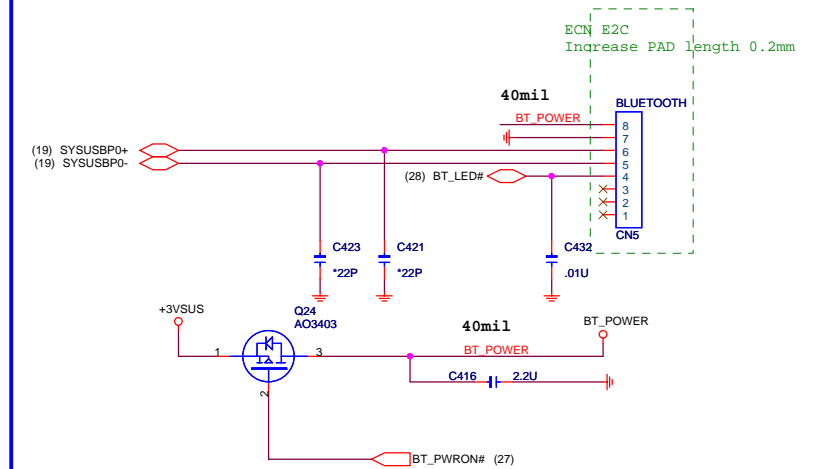 ECN E2C
Increase PAD length 0.2mm
40mil
BLUETOOTH
BT_POWER
8
7
(19) SYSUSBP0+
6
(19) SYSUSBP0-
5
(28) BT_LED#
4
3
2
1
CN5
C423
C421
C432
*22P
*22P
.01U
+3VSUS
Q24
AO3403
40mil
BT_POWER
1
3
BT_POWER
C416
2.2U
2
BT_PWRON# (27)